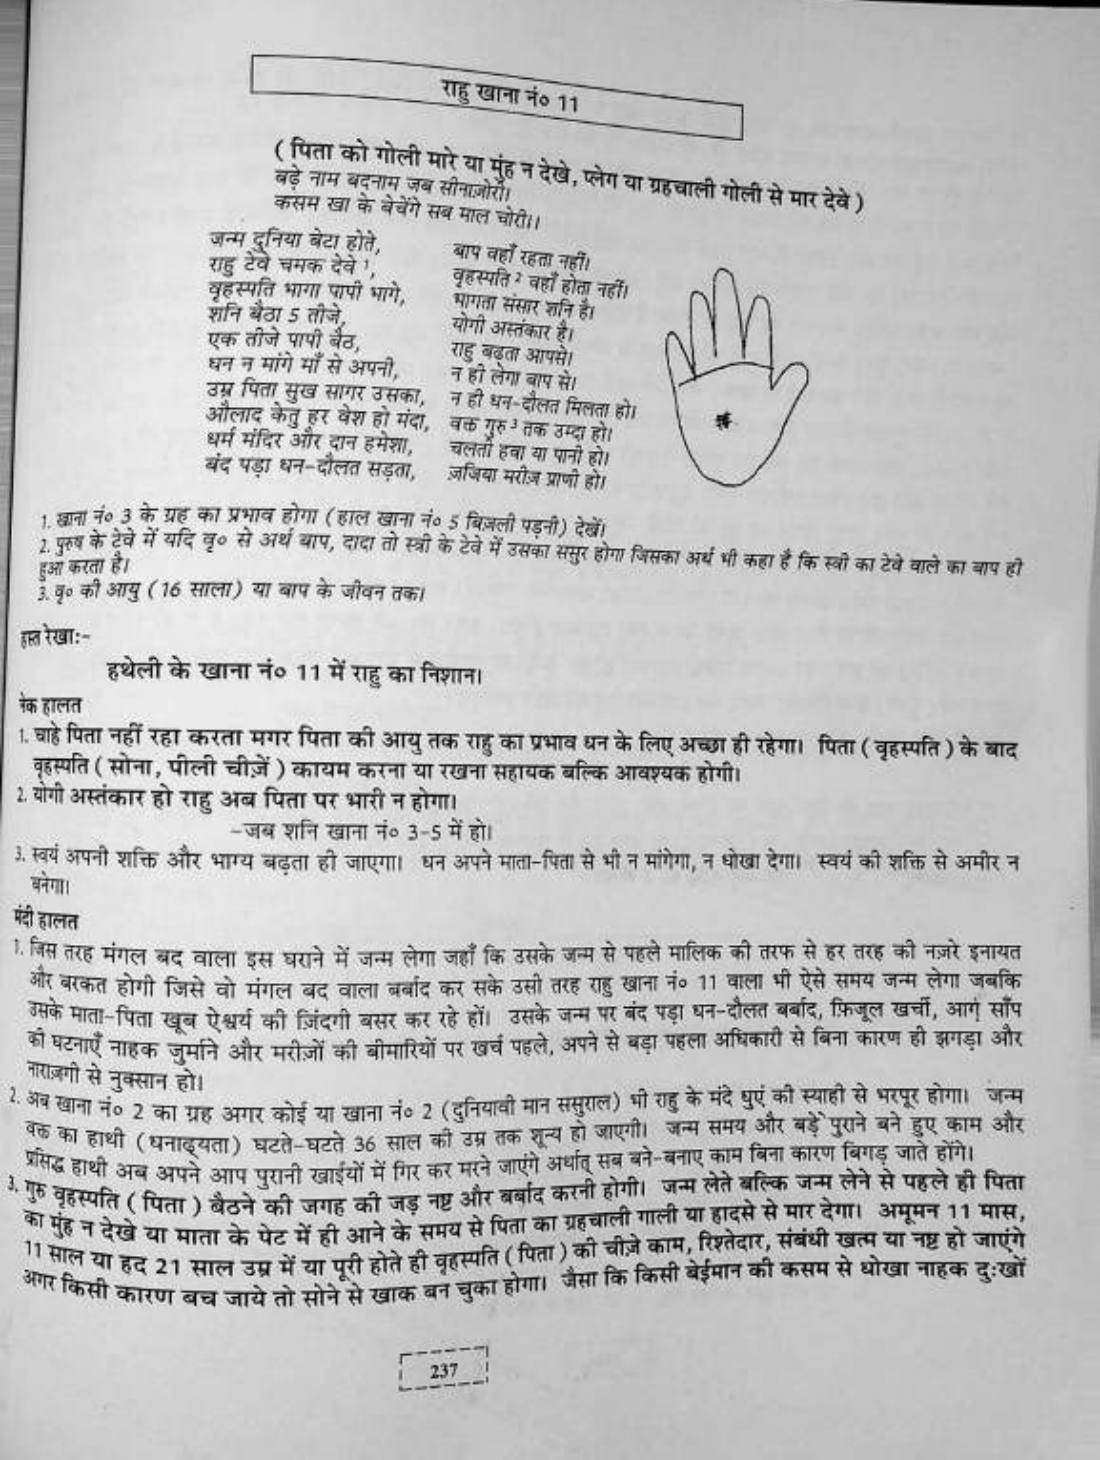 राहु खाना नं० 11
( पिता को गोली मारे या मुंह न देखे, प्लेग या ग्रहचाली गोली से मार देवे )
बढ़े नाम बदनाम जब सीनाज़ोरी।
कसम खा के बेचेंगे सब माल चोरी।।
जन्म दुनिया बेटा होते, बाप वहाँ रहता नहीं।
राहु टेवे चमक देवे 1, वृहस्पति 2 वहाँ होता नहीं।
वृहस्पति भागा पापी भागे, भागता संसार शनि है।
शनि बैठा 5 तीजे, योगी अस्तंकार है।
एक तीजे पापी बैठ, राहु बढ़ता आपसे।
धन न मांगे माँ से अपनी, न ही लेगा बाप से।
उम्र पिता सुख सागर उसका, न ही धन-दौलत मिलता हो।
औलाद केतु हर वेश हो मंदा, वक्त गुरु 3 तक उम्दा हो।
धर्म मंदिर और दान हमेशा, चलती हवा या पानी हो।
बंद पड़ा धन-दौलत सड़ता, ज़जिया मरीज़ प्राणी हो।
1. खाना नं० 3 के ग्रह का प्रभाव होगा ( हाल खाना नं० 5 बिज़ली पड़नी) देखें।
2. पुरुष के टेवे में यदि वृ० से अर्थ बाप, दादा तो स्त्री के टेवे में उसका ससुर होगा जिसका अर्थ भी कहा है कि स्त्री का टेवे वाले का बाप ही
हुआ करता है।
3. वृ० की आयु ( 16 साला) या बाप के जीवन तक।
हस्त रेखा:-
हथेली के खाना नं० 11 में राहु का निशान।
नेक हालत
1. चाहे पिता नहीं रहा करता मगर पिता की आयु तक राहु का प्रभाव धन के लिए अच्छा ही रहेगा। पिता ( वृहस्पति ) के बाद
वृहस्पति ( सोना, पीली चीज़ें ) कायम करना या रखना सहायक बल्कि आवश्यक होगी।
2. योगी अस्तंकार हो राहु अब पिता पर भारी न होगा।
-जब शनि खाना नं० 3-5 में हो।
3. स्वयं अपनी शक्ति और भाग्य बढ़ता ही जाएगा। धन अपने माता-पिता से भी न मांगेगा, न धोखा देगा। स्वयं की शक्ति से अमीर न
बनेगा।
मंदी हालत
1. जिस तरह मंगल बद वाला इस घराने में जन्म लेगा जहाँ कि उसके जन्म से पहले मालिक की तरफ से हर तरह की नज़रे इनायत
और बरकत होगी जिसे वो मंगल बद वाला बर्बाद कर सके उसी तरह राहु खाना नं० 11 वाला भी ऐसे समय जन्म लेगा जबकि
उसके माता-पिता खूब ऐश्वर्य की ज़िंदगी बसर कर रहे हों। उसके जन्म पर बंद पड़ा धन-दौलत बर्बाद, फ़िजूल खर्ची, आग साँप
की घटनाएँ नाहक जुर्माने और मरीज़ों की बीमारियों पर खर्च पहले, अपने से बड़ा पहला अधिकारी से बिना कारण ही झगड़ा और
नाराज़गी से नुक्सान हो।
2. अब खाना नं० 2 का ग्रह अगर कोई या खाना नं० 2 (दुनियावी मान ससुराल) भी राहु के मंदे धुएं की स्याही से भरपूर होगा। जन्म
वक्त का हाथी (धनाढ्यता) घटते-घटते 36 साल की उम्र तक शून्य हो जाएगी। जन्म समय और बड़े पुराने बने हुए काम और
प्रसिद्ध हाथी अब अपने आप पुरानी खाईयों में गिर कर मरने जाएंगे अर्थात् सब बने-बनाए काम बिना कारण बिगड़ जाते होंगे।
3. गुरु वृहस्पति ( पिता ) बैठने की जगह की जड़ नष्ट और बर्बाद करनी होगी। जन्म लेते बल्कि जन्म लेने से पहले ही पिता
का मुंह न देखे या माता के पेट में ही आने के समय से पिता का ग्रहचाली गाली या हादसे से मार देगा। अमूमन 11 मास,
11 साल या हद 21 साल उम्र में या पूरी होते ही वृहस्पति ( पिता ) की चीज़े काम, रिश्तेदार, संबंधी खत्म या नष्ट हो जाएंगे
अगर किसी कारण बच जाये तो सोने से खाक बन चुका होगा। जैसा कि किसी बेईमान की कसम से धोखा नाहक दुःखों
237